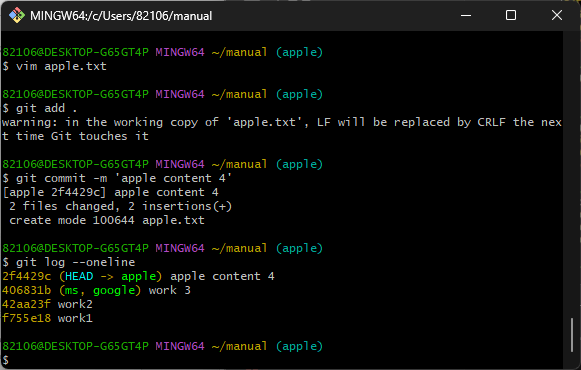 MINGW64:/c/Users/82106/manual
82106@DESKTOP-G65GT4P MINGW64 ~/manual (apple)
$ vim apple.txt
82106@DESKTOP-G65GT4P MINGW64 ~/manual (apple)
$ git add .
warning: in the working copy of 'apple.txt', LF will be replaced by CRLF the nex
t time Git touches it
82106@DESKTOP-G65GT4P MINGW64 ~/manual (apple)
$ git commit -m 'apple content 4'
[apple 2f4429c] apple content 4
 2 files changed, 2 insertions(+)
 create mode 100644 apple.txt
82106@DESKTOP-G65GT4P MINGW64 ~/manual (apple)
$ git log --oneline
2f4429c (HEAD -> apple) apple content 4
406831b (ms, google) work 3
42aa23f work2
f755e18 work1
82106@DESKTOP-G65GT4P MINGW64 ~/manual (apple)
$